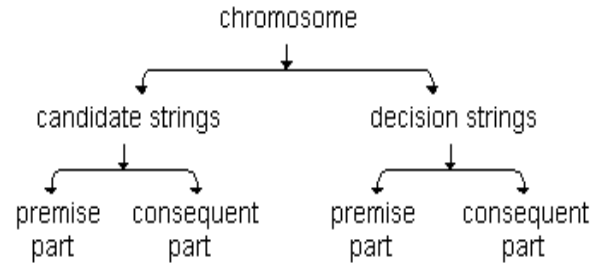 chromosome
candidate strings decision strings
premise consequent premise consequent
part part part part